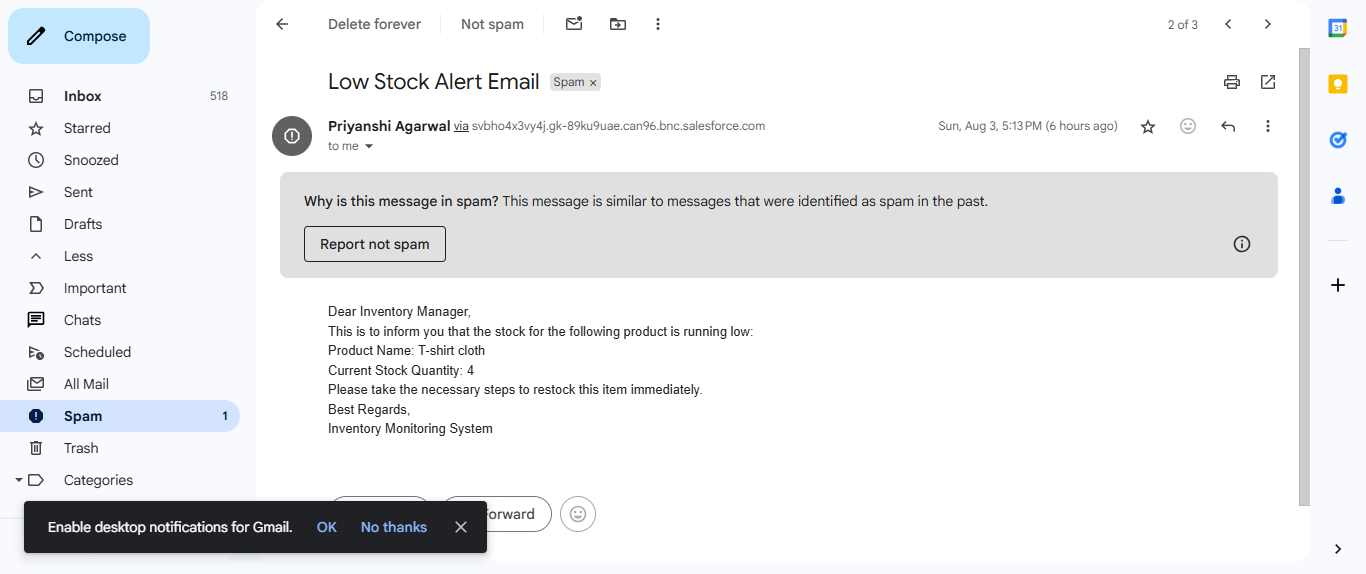 Compose
Inbox 518
Starred
Snoozed
Sent
Drafts
Less
Important
Chats
Scheduled
All Mail
Spam 1
Trash
Categories
Delete forever Not spam 2 of 3
Low Stock Alert Email Spam ×
Priyanshi Agarwal via svbho4x3vy4j.gk-89ku9uae.can96.bnc.salesforce.com Sun, Aug 3, 5:13 PM (6 hours ago)
to me
Why is this message in spam? This message is similar to messages that were identified as spam in the past.
Report not spam
Dear Inventory Manager,
This is to inform you that the stock for the following product is running low:
Product Name: T-shirt cloth
Current Stock Quantity: 4
Please take the necessary steps to restock this item immediately.
Best Regards,
Inventory Monitoring System
Forward
Enable desktop notifications for Gmail. OK No thanks
31